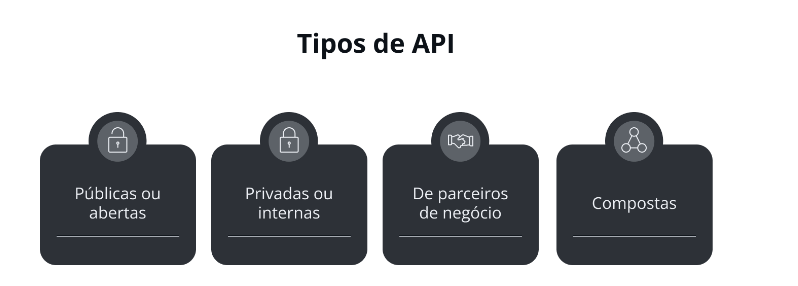 Tipos de API
Públicas ou
abertas
Privadas ou
internas
De parceiros
de negócio
Compostas